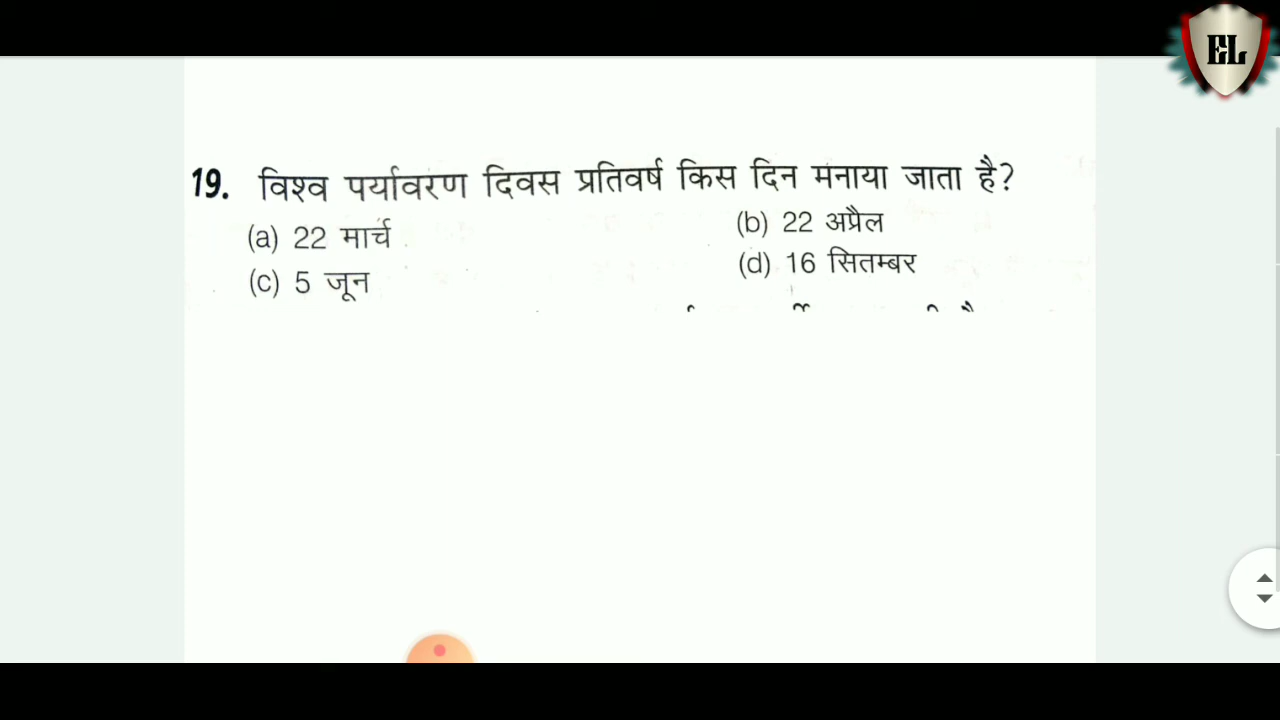 EL
19. विश्व पर्यावरण दिवस प्रतिवर्ष किस दिन मनाया जाता है?
(a) 22 मार्च (b) 22 अप्रैल
(c) 5 जून (d) 16 सितम्बर